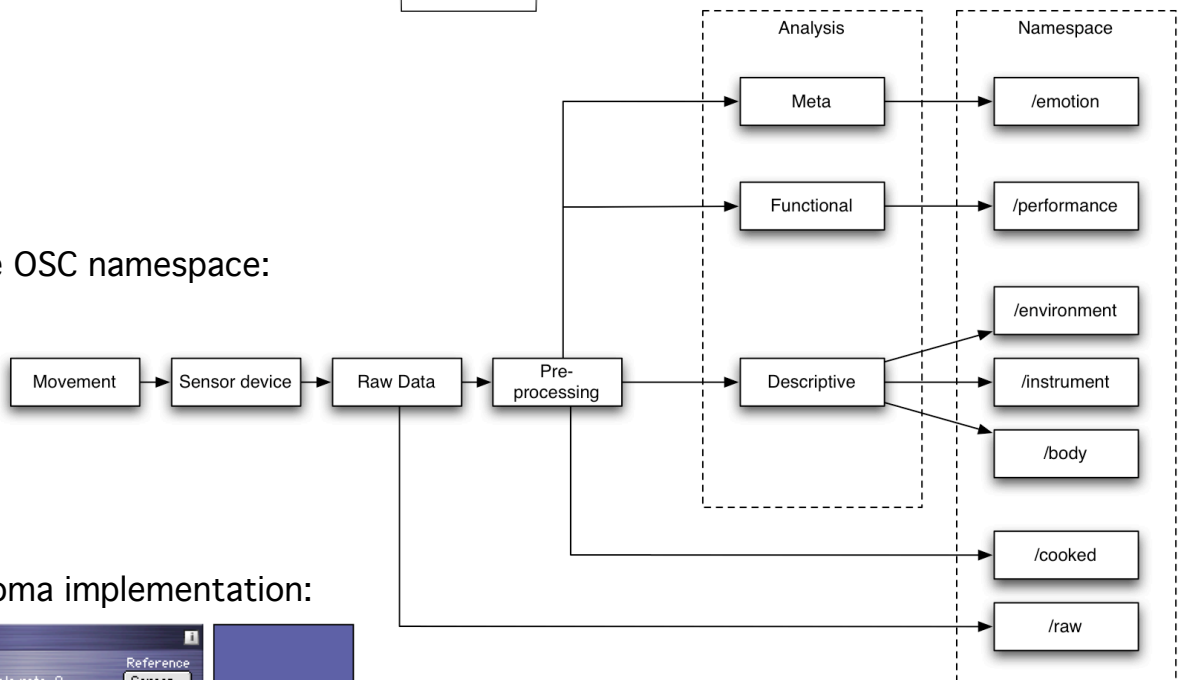 Analysis
Namespace
Meta
/emotion
Functional
/performance
OSC namespace:
/environment
Movement
Sensor device
Raw Data
Pre-
processing
Descriptive
/instrument
/body
/cooked
implementation:
/raw
Reference